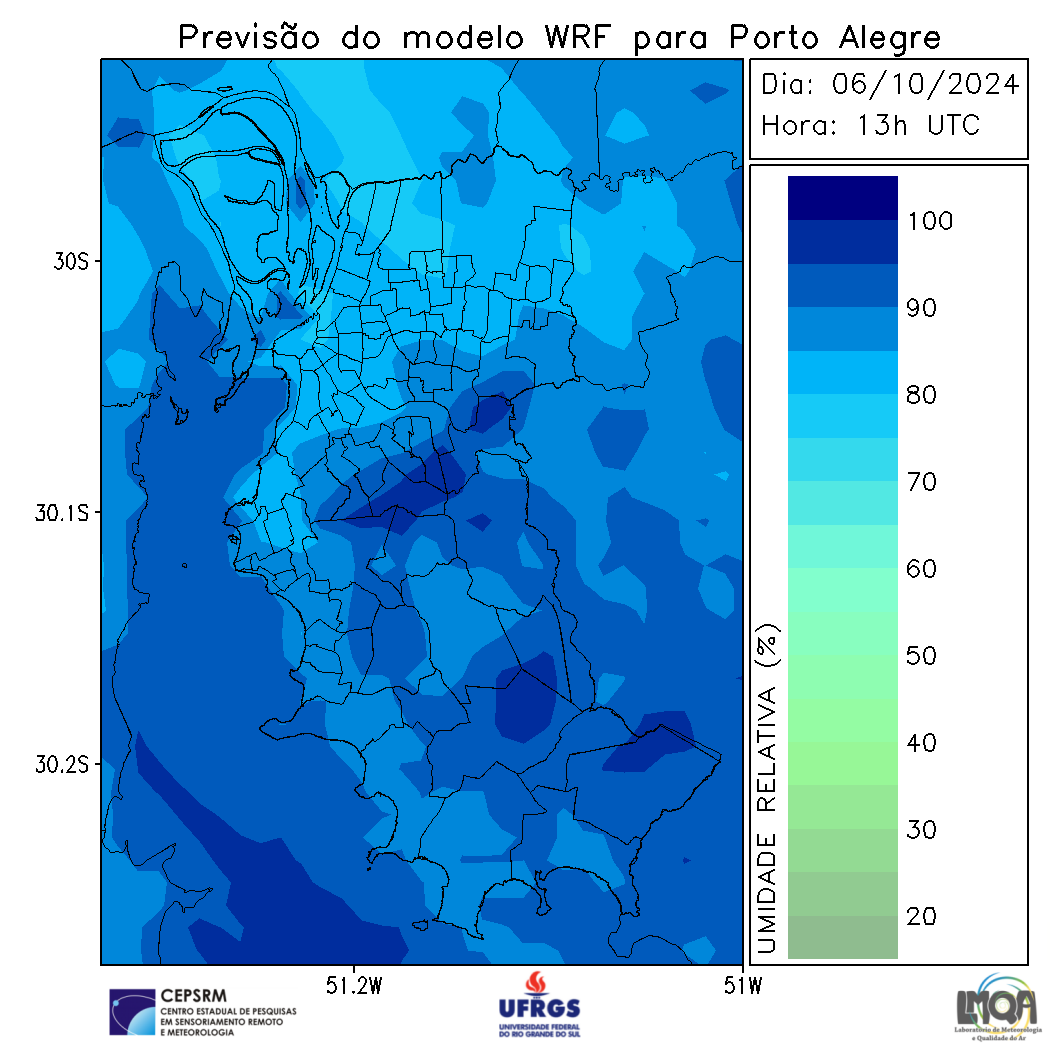 Previsão do modelo WRF para Porto Alegre
Dia: 06/10/2024
Hora: 13h UTC
30S
30.1S
30.2S
51.2W
51W
100
90
80
70
60
50
40
30
20
UMIDADE RELATIVA (%)
CEPSRM
CENTRO ESTADUAL DE PESQUISAS
EM SENSORIAMENTO REMOTO
E METEOROLOGIA
UFRGS
UNIVERSIDADE FEDERAL
DO RIO GRANDE DO SUL
LMQA
Laboratório de Meteorologia
e Qualidade do Ar